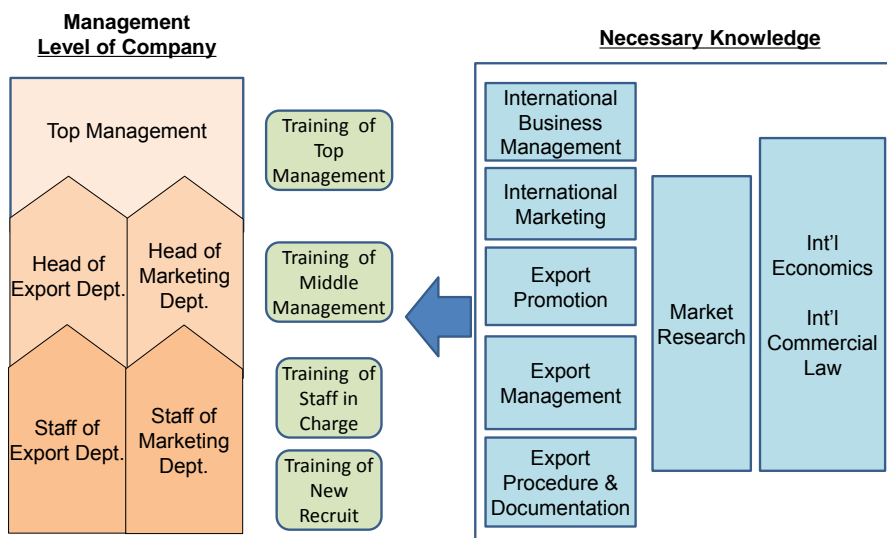 Management
Level of Company
Top Management
Head of
Export Dept.
Head of
Marketing
Dept.
Staff of
Export Dept.
Staff of
Marketing
Dept.
Training of
Top
Management
Training of
Middle
Management
Training of
Staff in
Charge
Training of
New
Recruit
Necessary Knowledge
International
Business
Management
International
Marketing
Export
Promotion
Export
Management
Export
Procedure &
Documentation
Market
Research
Int'l
Economics
Int'l
Commercial
Law